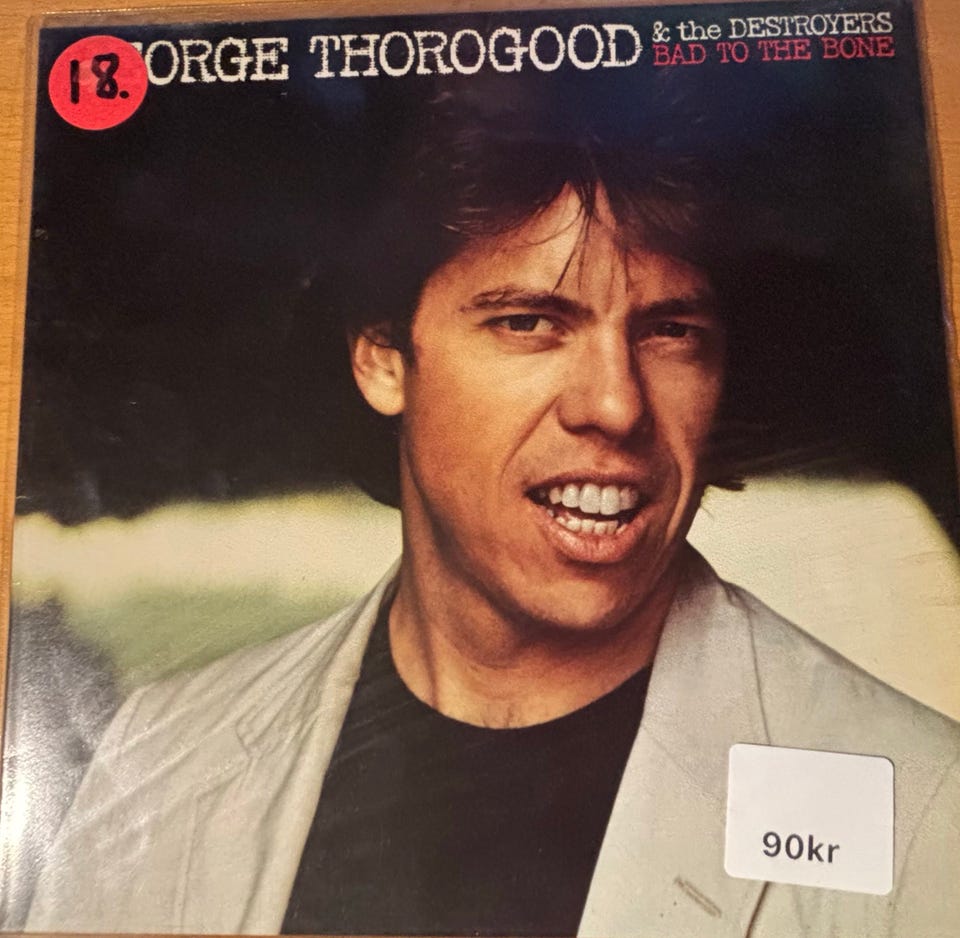 18.
ORGE THOROGOOD & the DESTROYERS
BAD TO THE BONE
90kr